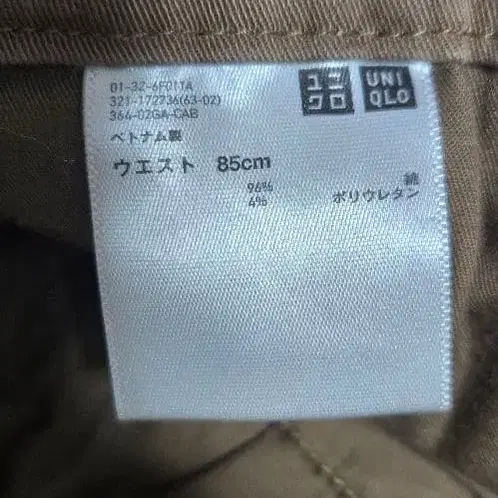 01-32-6F011A
321-172736(63-02)
364-02GA-CAB
ユニ
クロ
UNI
QLO
ベトナム製
ウエスト 85cm
96% 綿
4% ポリウレタン